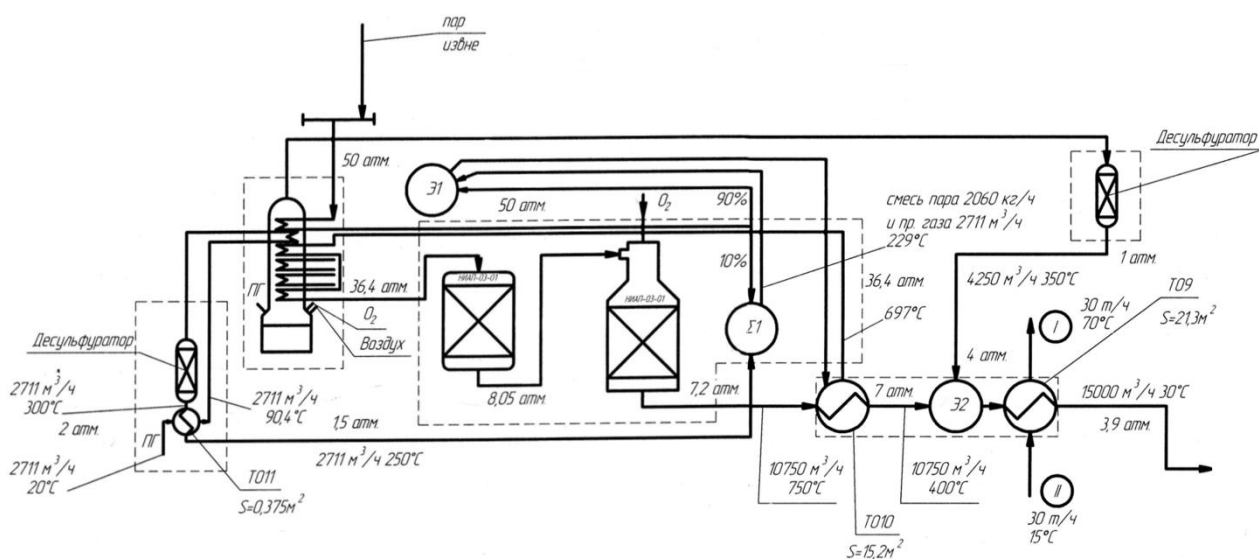 пар
извне
Десульфуратор
50 атм.
Э1
50 атм.
O₂
90%
смесь пара 2060 кг/ч
и пр. газа 2711 м³/ч
229°C
10%
1 атм.
36,4 атм.
36,4 атм.
4250 м³/ч 350°C
ПГ
НИАП-03-01
НИАП-03-01
30 т/ч
70°C
I
ТО9
S=21,3м²
O₂
Воздух
Σ1
697°C
Десульфуратор
4 атм.
2711 м³/ч
300°C
2711 м³/ч
90,4°C
8,05 атм.
7,2 атм.
7 атм.
Э2
15000 м³/ч 30°C
3,9 атм.
2 атм.
ПГ
1,5 атм.
2711 м³/ч 250°C
2711 м³/ч
20°C
ТО11
S=0,375м²
10750 м³/ч
750°C
10750 м³/ч
400°C
II
30 т/ч
15°C
ТО10
S=15,2м²